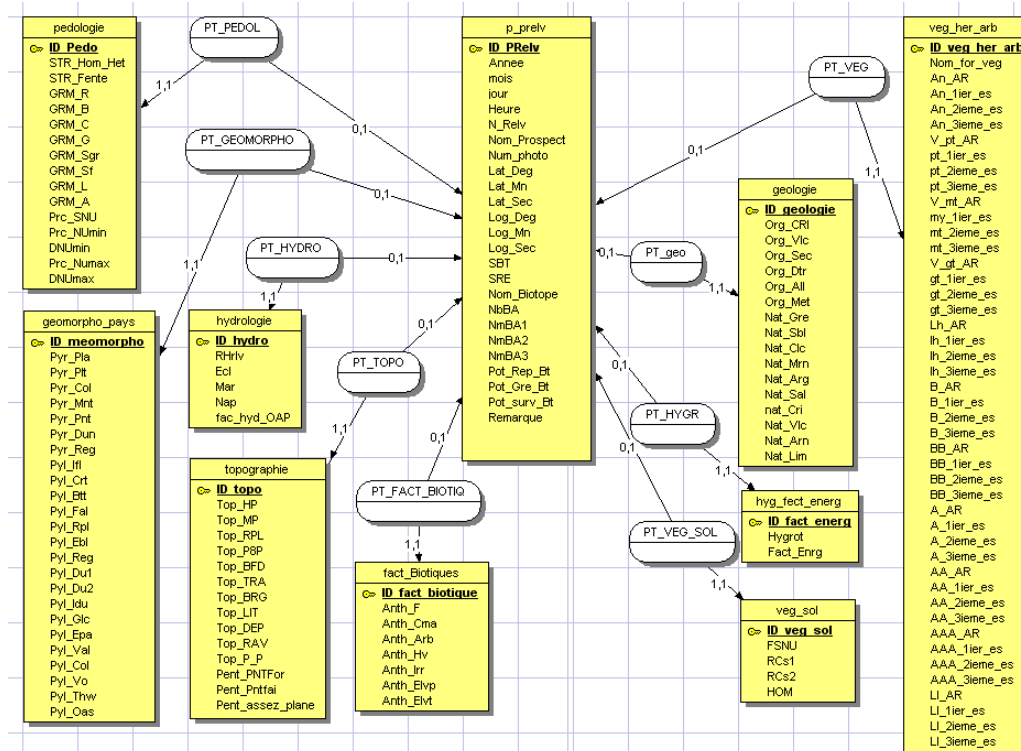 pedologie
ID_Pedo
STR_Hom_Het
STR_Fente
GRM_R
GRM_B
GRM_C
GRM_G
GRM_Sgr
GRM_Sf
GRM_L
GRM_A
Prc_SNU
Prc_NUmin
DNUmin
Prc_Numax
DNUmax
PT_PEDOL
1,1
0,1
PT_GEOMORPHO
0,1
1,1
PT_HYDRO
0,1
1,1
p_prelv
ID_PRelv
Annee
mois
jour
Heure
N_Relv
Nom_Prospect
Num_photo
Lat_Deg
Lat_Mn
Lat_Sec
Log_Deg
Log_Mn
Log_Sec
SBT
SRE
Nom_Biotope
NbBA
NmBA1
NmBA2
NmBA3
Pot_Rep_Bt
Pot_Gre_Bt
Pot_surv_Bt
Remarque
PT_VEG
0,1
1,1
veg_her_arb
ID_veg_her_arb
Nom_for_veg
An_AR
An_1ier_es
An_2ieme_es
An_3ieme_es
V_pt_AR
pt_1ier_es
pt_2ieme_es
pt_3ieme_es
V_mt_AR
my_1ier_es
mt_2ieme_es
mt_3ieme_es
V_gt_AR
gt_1ier_es
gt_2ieme_es
gt_3ieme_es
Lh_AR
lh_1ier_es
lh_2ieme_es
lh_3ieme_es
B_AR
B_1ier_es
B_2ieme_es
B_3ieme_es
BB_AR
BB_1ier_es
BB_2ieme_es
BB_3ieme_es
A_AR
A_1ier_es
A_2ieme_es
A_3ieme_es
AA_AR
AA_1ier_es
AA_2ieme_es
AA_3ieme_es
AAA_AR
AAA_1ier_es
AAA_2ieme_es
AAA_3ieme_es
LI_AR
LI_1ier_es
LI_2ieme_es
LI_3ieme_es
geologie
ID_geologie
Org_CRI
Org_Vlc
Org_Sec
Org_Dtr
Org_All
Org_Met
Nat_Gre
Nat_Sbl
Nat_Clc
Nat_Mrn
Nat_Arg
Nat_Sal
nat_Cri
Nat_Vlc
Nat_Arn
Nat_Lim
PT_geo
0,1
1,1
geomorpho_pays
ID_meomorpho
Pyr_Pla
Pyr_Plt
Pyr_Col
Pyr_Mnt
Pyr_Pnt
Pyr_Dun
Pyr_Reg
Pyl_Ifl
Pyl_Crt
Pyl_Btt
Pyl_Fal
Pyl_Rpl
Pyl_Ebl
Pyl_Reg
Pyl_Du1
Pyl_Du2
Pyl_Idu
Pyl_Glc
Pyl_Epa
Pyl_Val
Pyl_Col
Pyl_Vo
Pyl_Thw
Pyl_Oas
hydrologie
ID_hydro
RHrlv
Ecl
Mar
Nap
fac_hyd_OAP
PT_TOPO
0,1
1,1
topographie
ID_topo
Top_HP
Top_MP
Top_RPL
Top_P8P
Top_BFD
Top_TRA
Top_BRG
Top_LIT
Top_DEP
Top_RAV
Top_P_P
Pent_PNTFor
Pent_Pntfai
Pent_assez_plane
PT_FACT_BIOTIQ
0,1
1,1
fact_Biotiques
ID_fact_biotique
Anth_F
Anth_Cma
Anth_Arb
Anth_Hv
Anth_Irr
Anth_Elvp
Anth_Elvt
PT_HYGR
0,1
1,1
hyg_fect_energ
ID_fact_energ
Hygrot
Fact_Enrg
PT_VEG_SOL
0,1
1,1
veg_sol
ID_veg_sol
FSNU
RCs1
RCs2
HOM